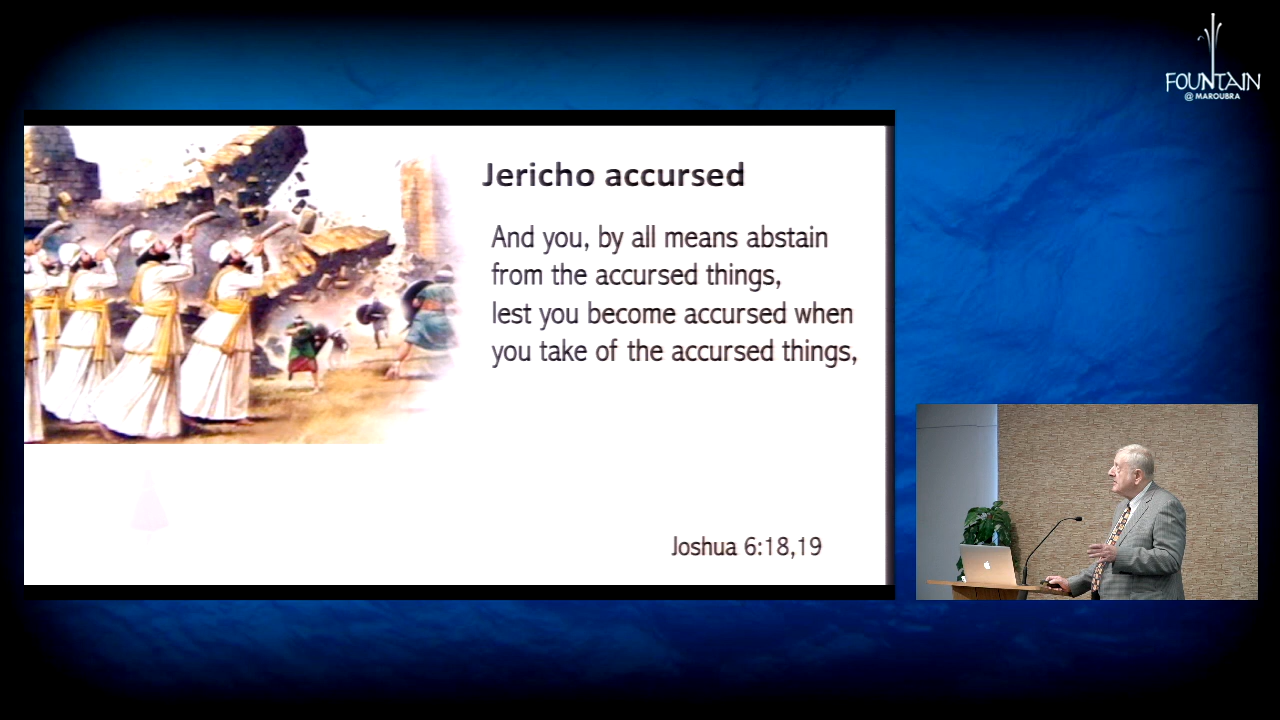 FOUNTAIN
@ MAROUBRA
Jericho accursed
And you, by all means abstain
from the accursed things,
lest you become accursed when
you take of the accursed things,
Joshua 6:18,19